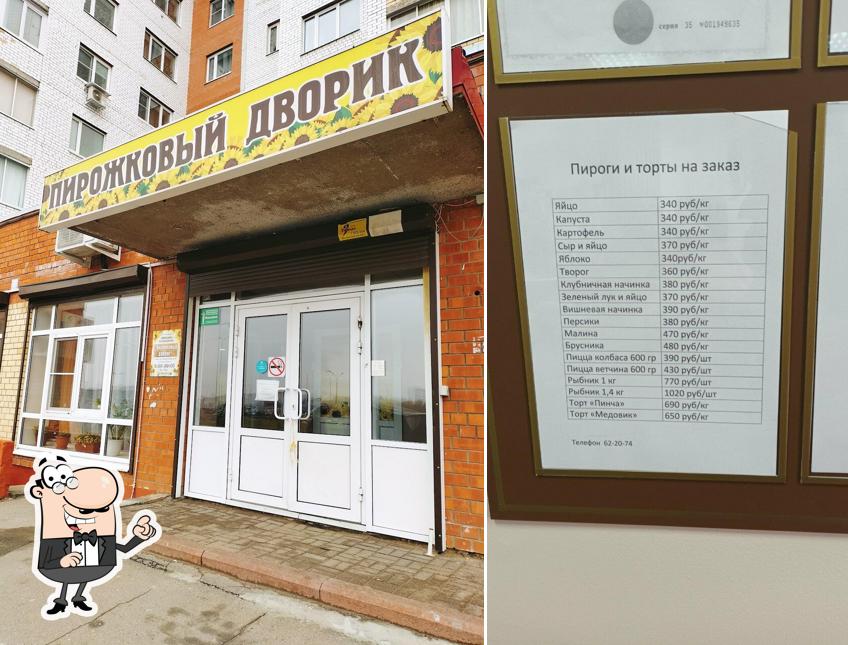 ПИРОЖКОВЫЙ ДВОРИК
серия 35 №001949635
Пироги и торты на заказ
Яйцо 340 руб/кг
Капуста 340 руб/кг
Картофель 340 руб/кг
Сыр и яйцо 370 руб/кг
Яблоко 340руб/кг
Творог 360 руб/кг
Клубничная начинка 380 руб/кг
Зеленый лук и яйцо 370 руб/кг
Вишневая начинка 390 руб/кг
Персики 380 руб/кг
Малина 470 руб/кг
Брусника 480 руб/кг
Пицца колбаса 600 гр 390 руб/шт
Пицца ветчина 600 гр 430 руб/шт
Рыбник 1 кг 770 руб/шт
Рыбник 1,4 кг 1020 руб/шт
Торт «Пинча» 690 руб/кг
Торт «Медовик» 650 руб/кг
Телефон 62-20-74